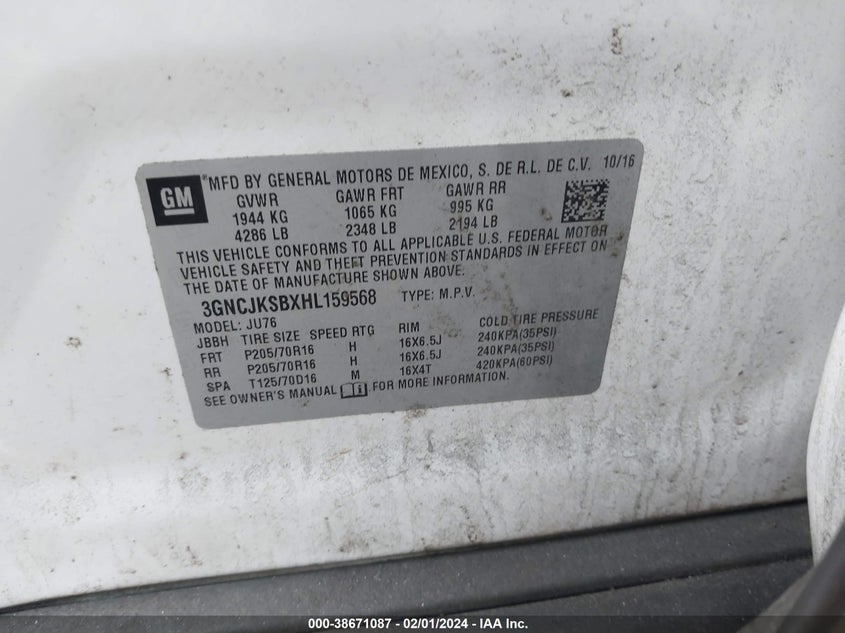 GM
®MFD BY GENERAL MOTORS DE MEXICO, S. DE R.L. DE C.V. 10/16
GVWR GAWR FRT GAWR RR
1944 KG 1065 KG 995 KG
4286 LB 2348 LB 2194 LB
THIS VEHICLE CONFORMS TO ALL APPLICABLE U.S. FEDERAL MOTOR
VEHICLE SAFETY AND THEFT PREVENTION STANDARDS IN EFFECT ON
THE DATE OF MANUFACTURE SHOWN ABOVE.
3GNCJKSBXHL159568 TYPE: M.P.V.
MODEL: JU76
JBBH TIRE SIZE SPEED RTG RIM COLD TIRE PRESSURE
FRT P205/70R16 H 16X6.5J 240KPA(35PSI)
RR P205/70R16 H 16X6.5J 240KPA(35PSI)
SPA T125/70D16 M 16X4T 420KPA(60PSI)
SEE OWNER'S MANUAL FOR MORE INFORMATION.
000-38671087 - 02/01/2024 - IAA Inc.